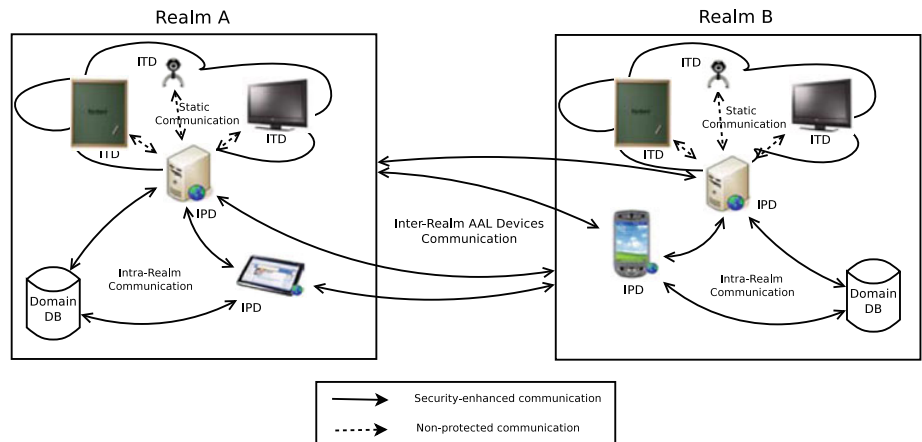 Realm A
Realm B
ITD
Static
Communication
ITD
ITD
IPD
Intra-Realm
Communication
Domain
DB
IPD
Inter-Realm AAL Devices
Communication
ITD
Static
Communication
ITD
ITD
IPD
IPD
Intra-Realm
Communication
Domain
DB
Security-enhanced communication
Non-protected communication